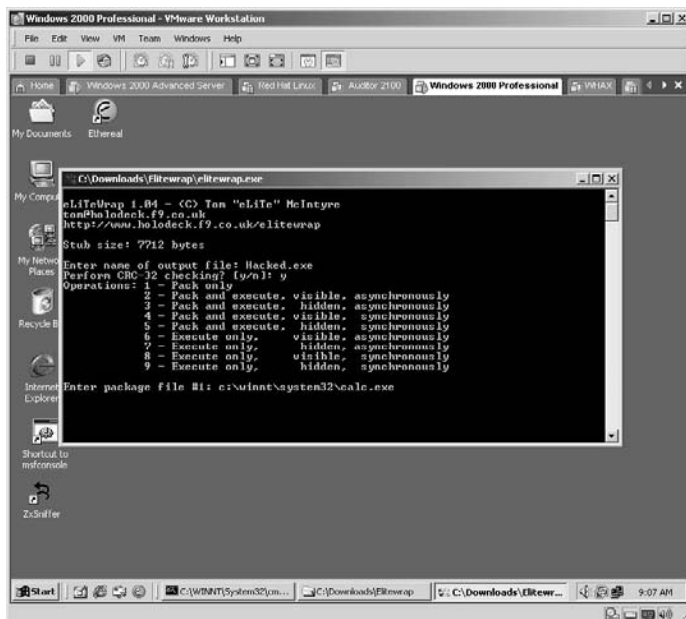 Windows 2000 Professional - VMware Workstation
File Edit View VM Team Windows Help
Home Windows 2000 Advanced Server Red Hat Linux Auditor 2100 Windows 2000 Professional WHAX
My Documents
Ethereal
My Compu
My Netwo
Places
Recycle B
Internet
Explorer
Shortcut to
msfconsole
ZxSniffer
C:\Downloads\Elitewrap\elitewrap.exe
eLiTeWrap 1.04 - (C) Tom "eLiTe" McIntyre
tom@holodeck.f9.co.uk
http://www.holodeck.f9.co.uk/elitewrap
Stub size: 7712 bytes
Enter name of output file: Hacked.exe
Perform CRC-32 checking? [y/n]: y
Operations: 1 - Pack only
2 - Pack and execute, visible, asynchronously
3 - Pack and execute, hidden, asynchronously
4 - Pack and execute, visible, synchronously
5 - Pack and execute, hidden, synchronously
6 - Execute only, visible, asynchronously
7 - Execute only, hidden, asynchronously
8 - Execute only, visible, synchronously
9 - Execute only, hidden, synchronously
Enter package file #1: c:\winnt\system32\calc.exe
Start C:\WINNT\System32\cm... C:\Downloads\Elitewrap C:\Downloads\Elitewr... 9:07 AM